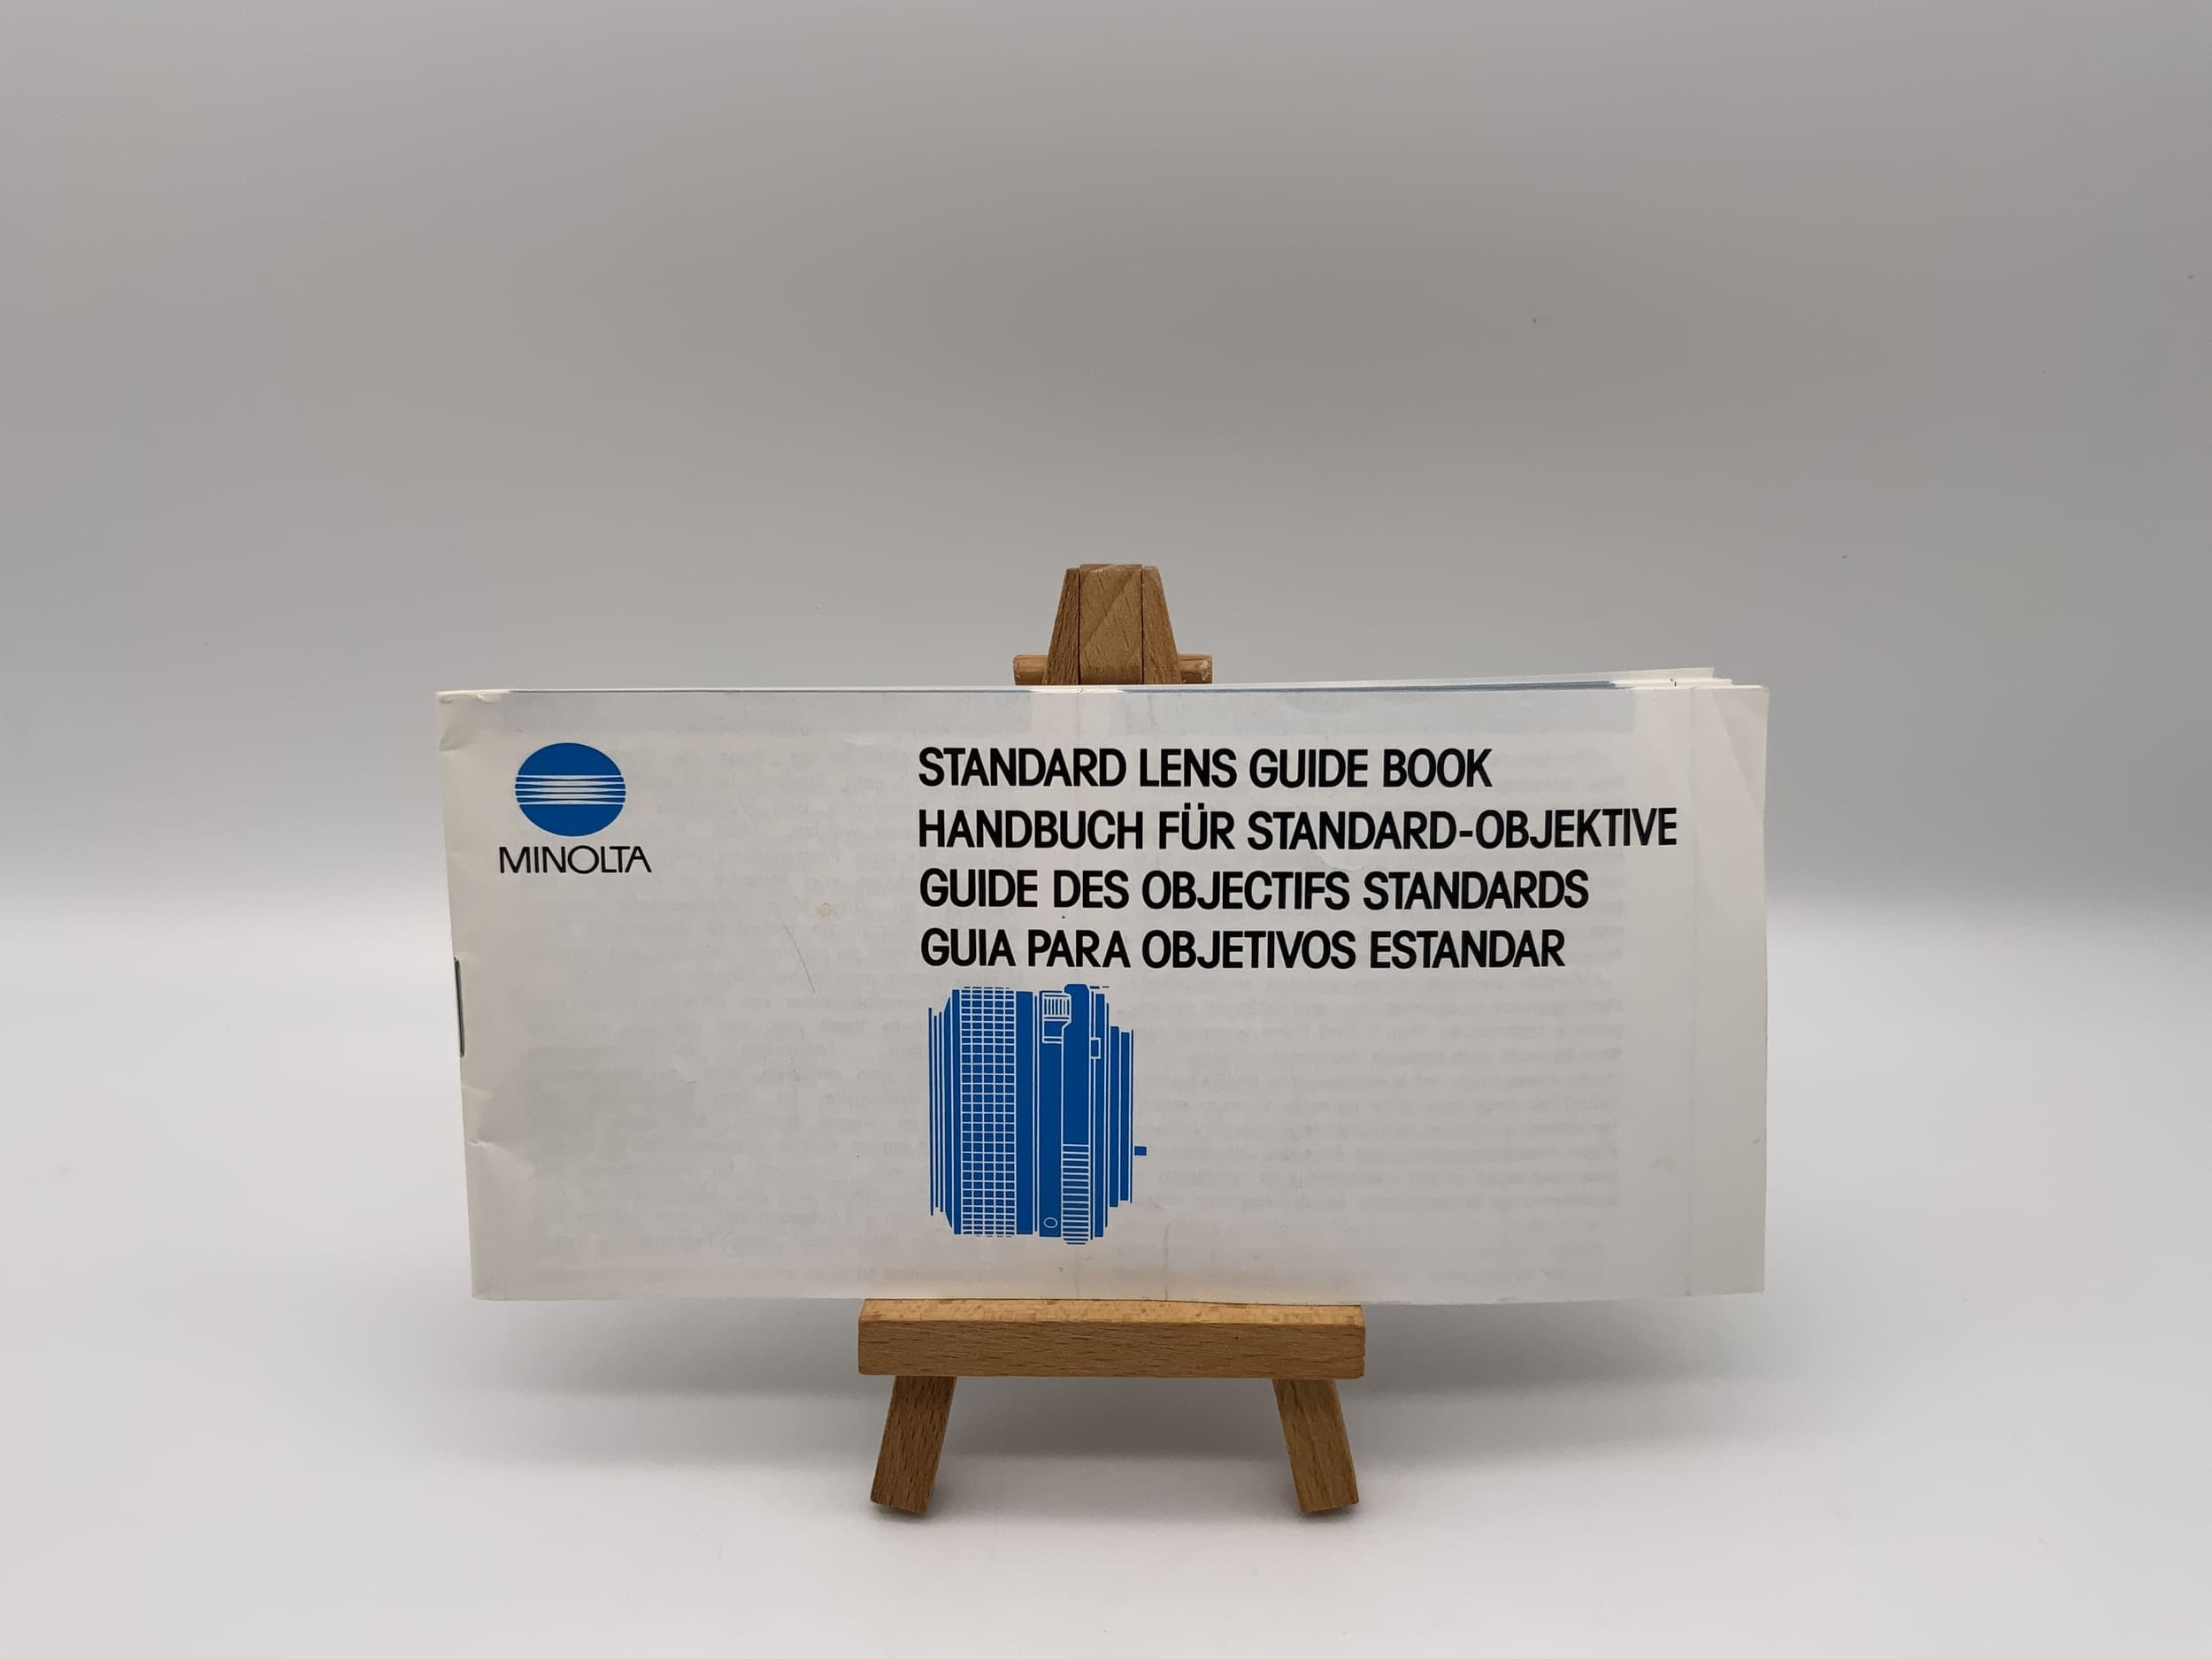 MINOLTA
STANDARD LENS GUIDE BOOK
HANDBUCH FÜR STANDARD-OBJEKTIVE
GUIDE DES OBJECTIFS STANDARDS
GUIA PARA OBJETIVOS ESTANDAR